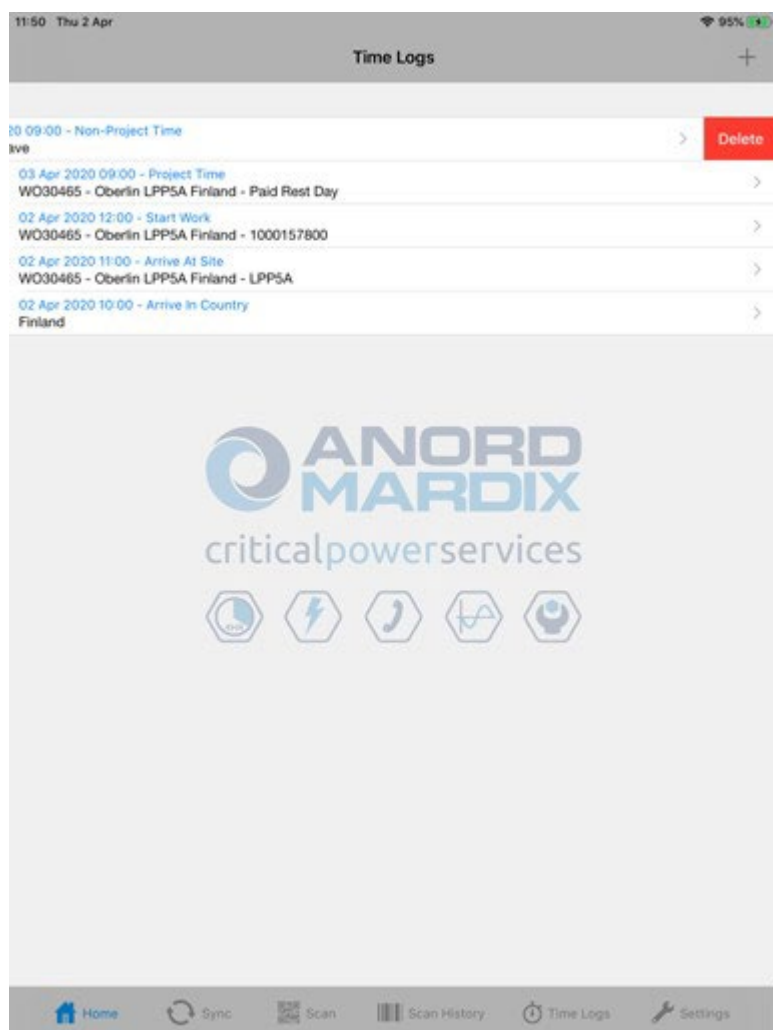 11:50 Thu 2 Apr
95%
Time Logs
20 09:00 - Non-Project Time
ave
Delete
03 Apr 2020 09:00 - Project Time
WO30465 - Oberlin LPP5A Finland - Paid Rest Day
02 Apr 2020 12:00 - Start Work
WO30465 - Oberlin LPP5A Finland - 1000157800
02 Apr 2020 11:00 - Arrive At Site
WO30465 - Oberlin LPP5A Finland - LPP5A
02 Apr 2020 10:00 - Arrive In Country
Finland
ANORD
MARDIX
criticalpowerservices
Home Sync Scan Scan History Time Logs Settings